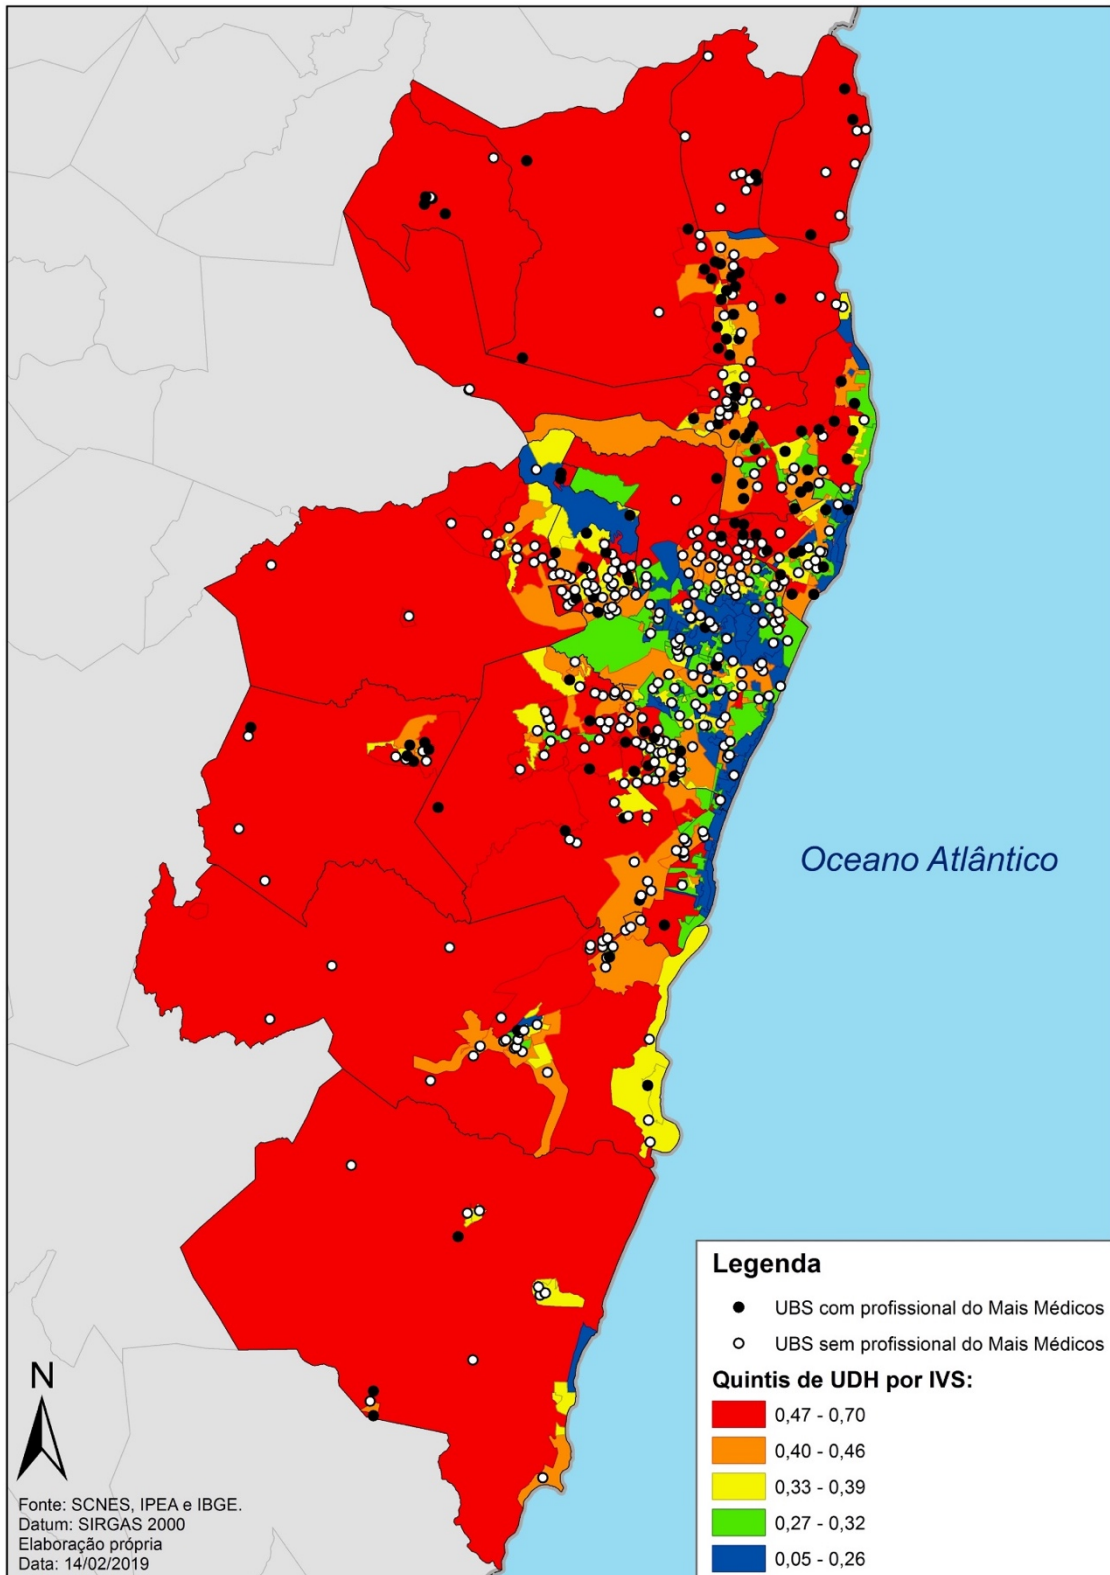 Oceano Atlântico
Legenda
UBS com profissional do Mais Médicos
UBS sem profissional do Mais Médicos
Quintis de UDH por IVS:
0,47 - 0,70
0,40 - 0,46
0,33 - 0,39
0,27 - 0,32
0,05 - 0,26
N
Fonte: SCNES, IPEA e IBGE.
Datum: SIRGAS 2000
Elaboração própria
Data: 14/02/2019